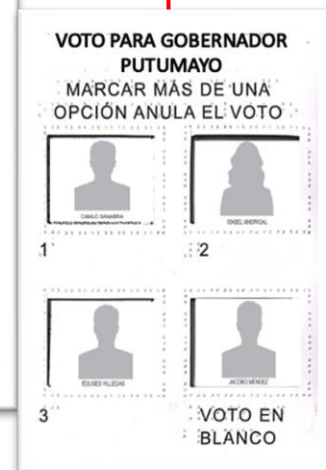 VOTO PARA GOBERNADOR
PUTUMAYO
MARCAR MÁS DE UNA
OPCIÓN ANULA EL VOTO
CAMILO SANABRIA
ISABEL MADRIGAL
1
2
EULISES VILLEGAS
JACOBO MÉNDEZ
3
VOTO EN
BLANCO